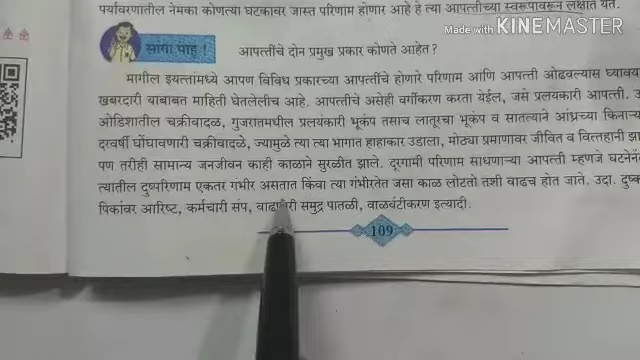 पर्यावरणातील नेमका कोणत्या घटकावर जास्त परिणाम होणार आहे हे त्या आपत्तीच्या स्वरूपावरून लक्षात येते.
Made with KINEMASTER
सांगा पाहू !
आपत्तींचे दोन प्रमुख प्रकार कोणते आहेत ?
मागील इयत्तांमध्ये आपण विविध प्रकारच्या आपत्तींचे होणारे परिणाम आणि आपत्ती ओढवल्यास घ्यावया
खबरदारी याबाबत माहिती घेतलेलीच आहे. आपत्तीचे असेही वर्गीकरण करता येईल, जसे प्रलयकारी आपत्ती.
ओडिशातील चक्रीवादळ, गुजरातमधील प्रलयंकारी भूकंप तसाच लातूरचा भूकंप व सातत्याने आंध्रच्या किनाऱ्या
दरवर्षी घोंघावणारी चक्रीवादळे, ज्यामुळे त्या त्या भागात हाहाकार उडाला, मोठ्या प्रमाणावर जीवित व वित्तहानी झा
पण तरीही सामान्य जनजीवन काही काळाने सुरळीत झाले. दूरगामी परिणाम साधणाऱ्या आपत्ती म्हणजे घटनेनं
त्यातील दुष्परिणाम एकतर गंभीर असतात किंवा त्या गंभीरतेत जसा काळ लोटतो तशी वाढच होत जाते. उदा. दुष्क
पिकांवर आरिष्ट, कर्मचारी संप, वाढणारी समुद्र पातळी, वाळवंटीकरण इत्यादी.
109